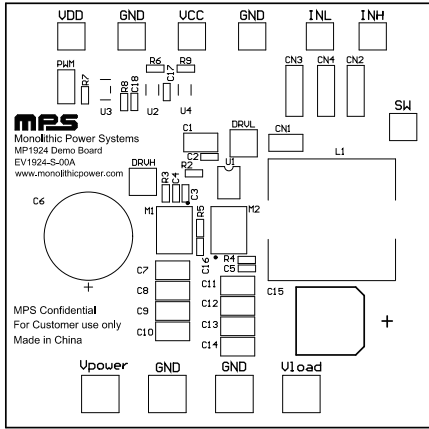 VDD GND VCC GND INL INH
PWM R7 R8 C18 R6 C17 R9 CN3 CN4 CN2
U3 U2 U4
SW
MPS
Monolithic Power Systems
MP1924 Demo Board
EV1924-S-00A
www.monolithicpower.com
C1 DRVL CN1
C2 U1 L1
DRVH R2
R3 C4 C3
C6 M1 R5 M2
C16 R4
C5
C7 C11 C15
C8 C12
C9 C13
C10 C14
MPS Confidential
For Customer use only
Made in China
+ +
Vpower GND GND Vload